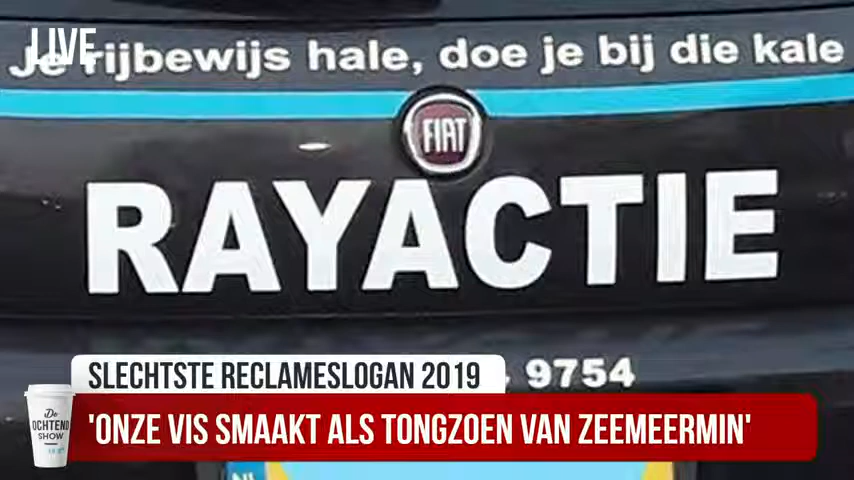 LIVE
Je rijbewijs hale, doe je bij die kale
FIAT
RAYACTIE
9754
SLECHTSTE RECLAMESLOGAN 2019
'ONZE VIS SMAAKT ALS TONGZOEN VAN ZEEMEERMIN'
De
OCHTEND
SHOW
NL